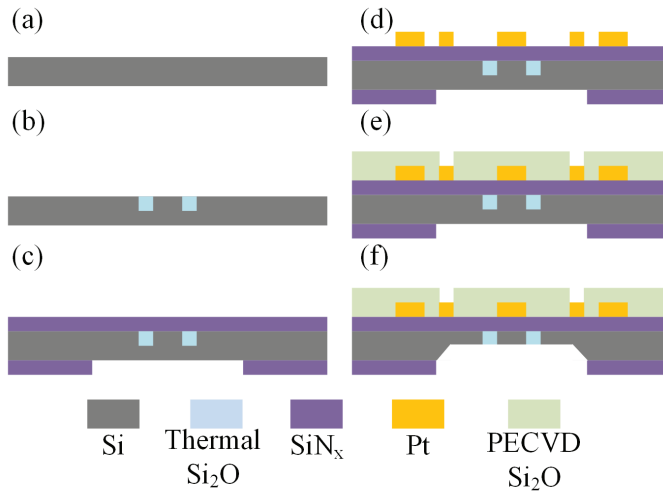 (a)
(b)
(c)
(d)
(e)
(f)
Si
Thermal
Si₂O
SiNₓ
Pt
PECVD
Si₂O